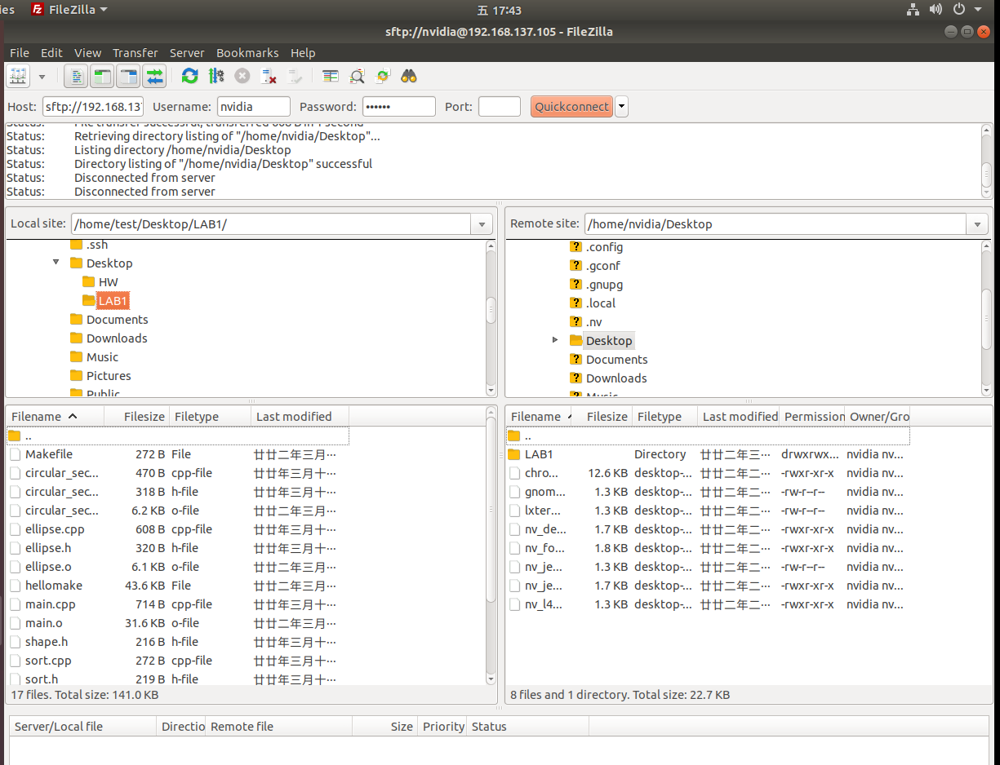 ies FileZilla 五 17:43
sftp://nvidia@192.168.137.105 - FileZilla
File Edit View Transfer Server Bookmarks Help
Host: sftp://192.168.13 Username: nvidia Password: •••••• Port: Quickconnect
Status: File transfer successful, transferred 608 B in 1 second
Status: Retrieving directory listing of "/home/nvidia/Desktop"...
Status: Listing directory /home/nvidia/Desktop
Status: Directory listing of "/home/nvidia/Desktop" successful
Status: Disconnected from server
Status: Disconnected from server
Local site: /home/test/Desktop/LAB1/
.ssh
Desktop
HW
LAB1
Documents
Downloads
Music
Pictures
Public
Filename Filesize Filetype Last modified
..
Makefile 272 B File 廿廿二年三月…
circular_sec... 470 B cpp-file 廿廿年三月十…
circular_sec... 318 B h-file 廿廿年三月十…
circular_sec... 6.2 KB o-file 廿廿二年三月…
ellipse.cpp 608 B cpp-file 廿廿年三月十…
ellipse.h 320 B h-file 廿廿年三月十…
ellipse.o 6.1 KB o-file 廿廿二年三月…
hellomake 43.6 KB File 廿廿二年三月…
main.cpp 714 B cpp-file 廿廿年三月十…
main.o 31.6 KB o-file 廿廿二年三月…
shape.h 216 B h-file 廿廿年三月十…
sort.cpp 272 B cpp-file 廿廿年三月十…
sort.h 219 B h-file 廿廿年三月十…
17 files. Total size: 141.0 KB
Remote site: /home/nvidia/Desktop
.config
.gconf
.gnupg
.local
.nv
Desktop
Documents
Downloads
Music
Filename Filesize Filetype Last modified Permission Owner/Gro
..
LAB1 Directory 廿廿二年三… drwxrwx... nvidia nv...
chro... 12.6 KB desktop-... 廿廿二年二… -rwxr-xr-x nvidia nv...
gnom... 1.3 KB desktop-... 廿廿二年二… -rw-r--r-- nvidia nv...
lxter... 1.3 KB desktop-... 廿廿二年二… -rw-r--r-- nvidia nv...
nv_de... 1.7 KB desktop-... 廿廿二年二… -rwxr-xr-x nvidia nv...
nv_fo... 1.8 KB desktop-... 廿廿二年二… -rwxr-xr-x nvidia nv...
nv_je... 1.3 KB desktop-... 廿廿二年二… -rw-r--r-- nvidia nv...
nv_je... 1.7 KB desktop-... 廿廿二年二… -rwxr-xr-x nvidia nv...
nv_l4... 1.3 KB desktop-... 廿廿二年二… -rwxr-xr-x nvidia nv...
8 files and 1 directory. Total size: 22.7 KB
Server/Local file Directio Remote file Size Priority Status